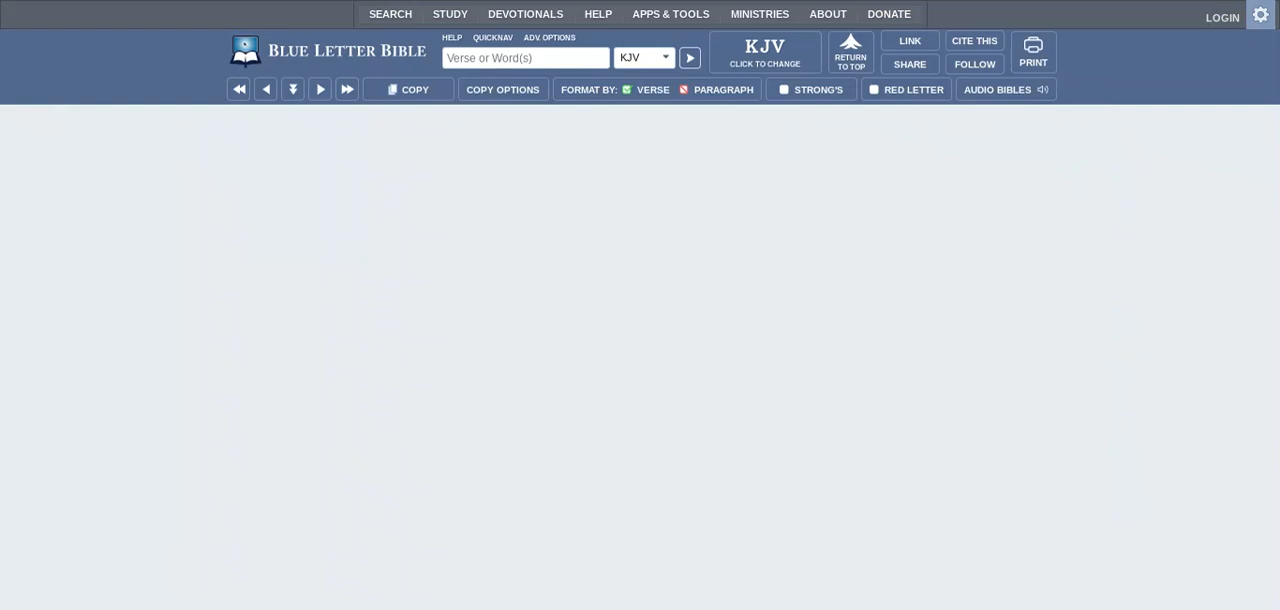 SEARCH STUDY DEVOTIONALS HELP APPS & TOOLS MINISTRIES ABOUT DONATE
LOGIN
BLUE LETTER BIBLE
HELP QUICKNAV ADV. OPTIONS
Verse or Word(s) KJV
KJV
CLICK TO CHANGE
RETURN
TO TOP
LINK CITE THIS
SHARE FOLLOW
PRINT
COPY COPY OPTIONS FORMAT BY: VERSE PARAGRAPH STRONG'S RED LETTER AUDIO BIBLES